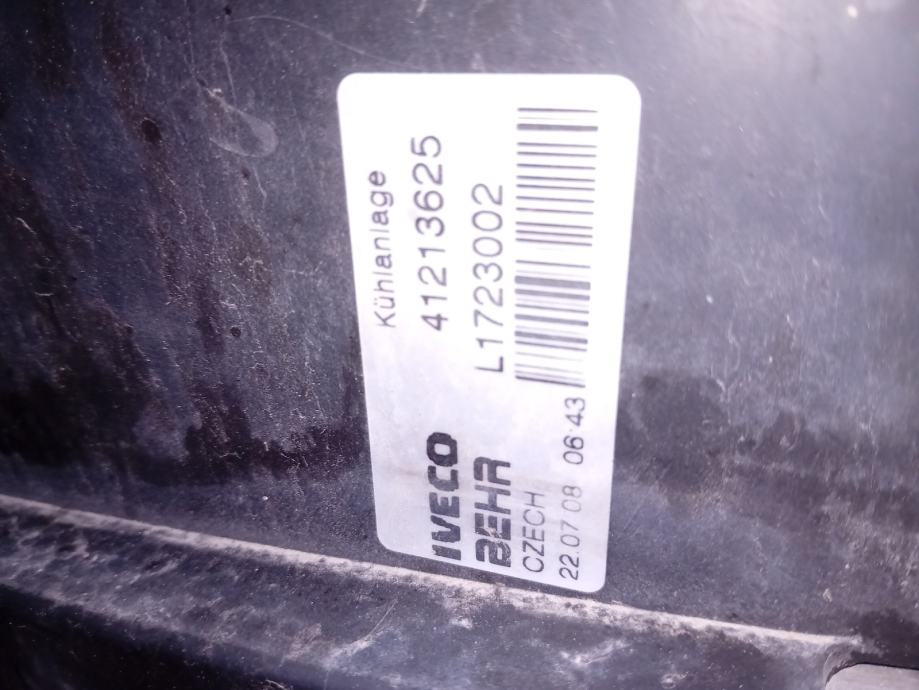 Kühlanlage
IVECO 41213625
BEHR L1723002
CZECH
22.07.08 06:43